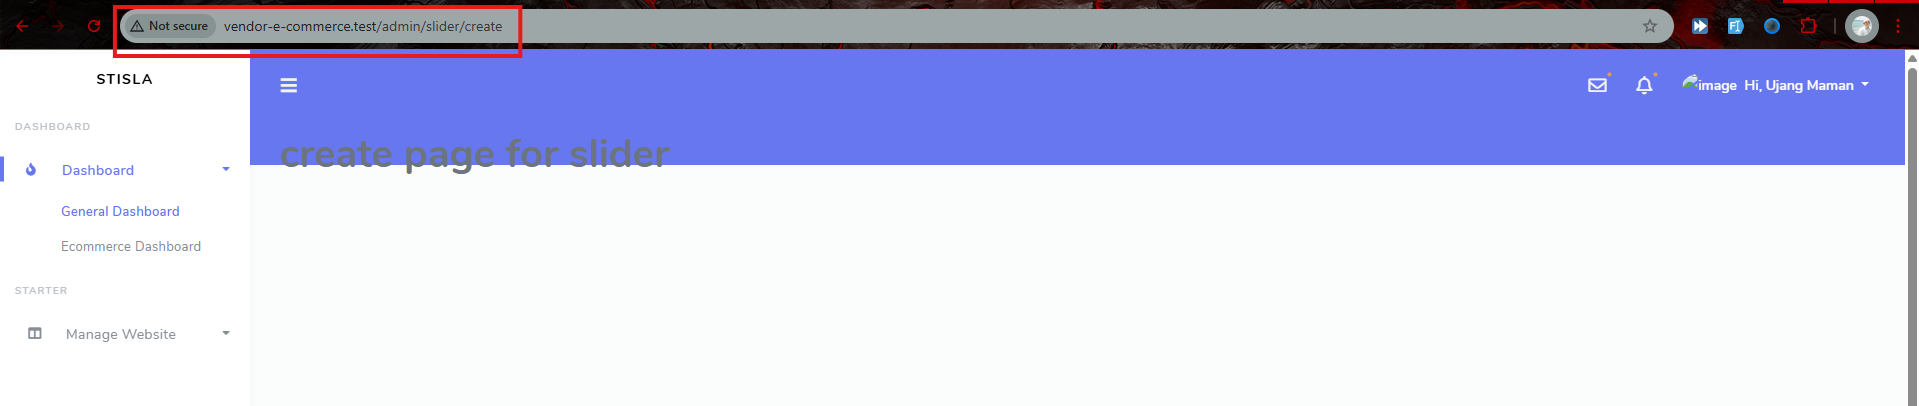 Not secure vendor-e-commerce.test/admin/slider/create
STISLA
image Hi, Ujang Maman
DASHBOARD
create page for slider
Dashboard
General Dashboard
Ecommerce Dashboard
STARTER
Manage Website